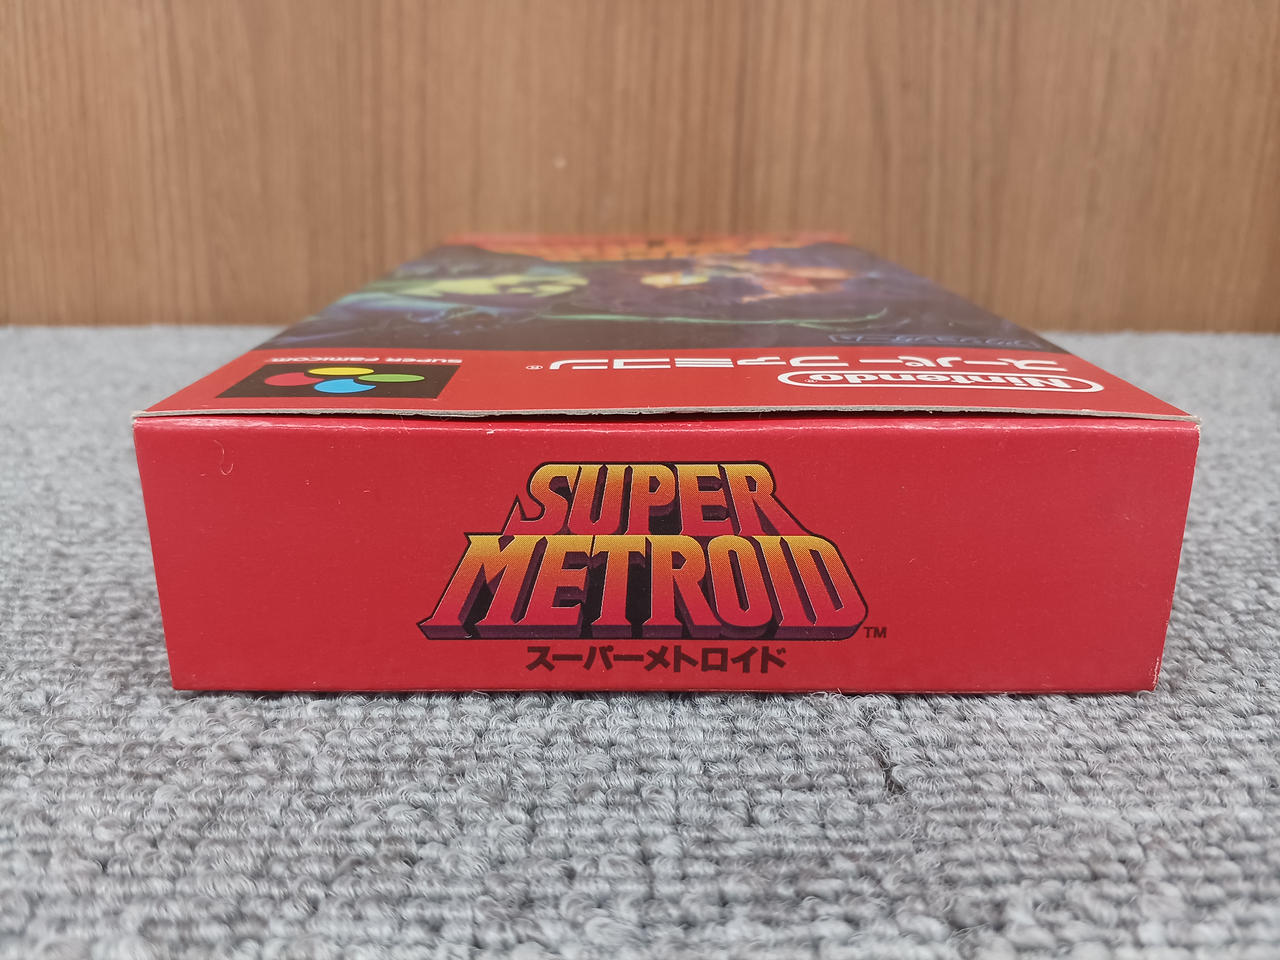 Nintendo®
スーパーファミコン®
SUPER FAMICOM
SUPER
METROID™
スーパーメトロイド